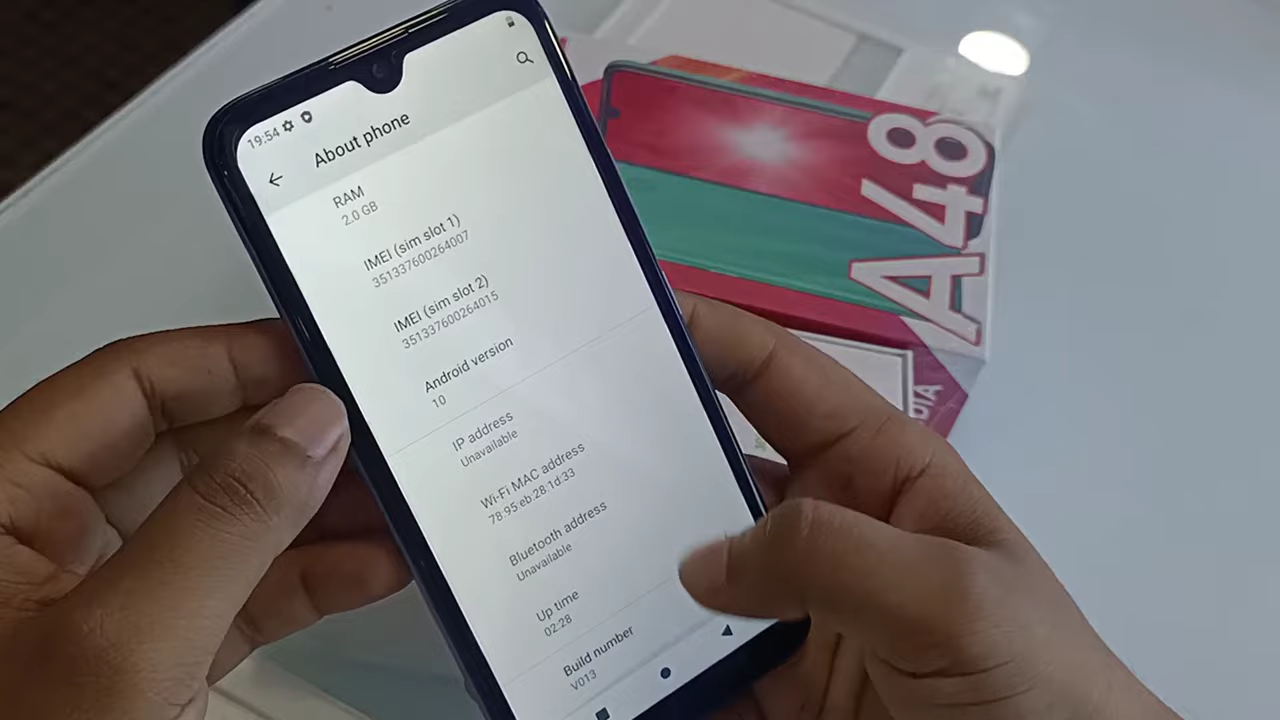 19:54
About phone
RAM
2.0 GB
IMEI (sim slot 1)
351337600264007
IMEI (sim slot 2)
351337600264015
Android version
10
IP address
Unavailable
Wi-Fi MAC address
78:95:eb:28:1d:33
Bluetooth address
Unavailable
Up time
02:28
Build number
V013
A48